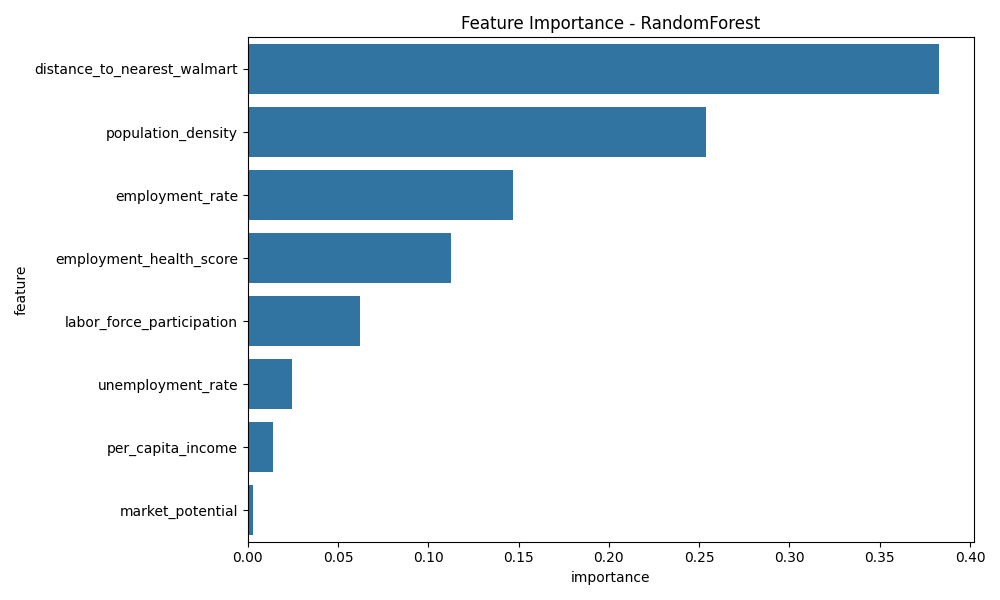 Feature Importance - RandomForest
distance_to_nearest_walmart
population_density
employment_rate
employment_health_score
labor_force_participation
unemployment_rate
per_capita_income
market_potential
feature
0.00 0.05 0.10 0.15 0.20 0.25 0.30 0.35 0.40
importance